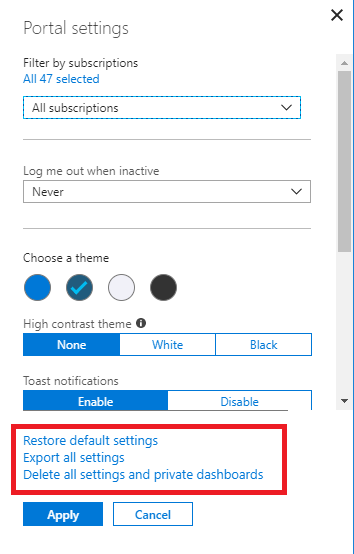 Portal settings
Filter by subscriptions
All 47 selected
All subscriptions
Log me out when inactive
Never
Choose a theme
High contrast theme
None White Black
Toast notifications
Enable Disable
Restore default settings
Export all settings
Delete all settings and private dashboards
Apply Cancel